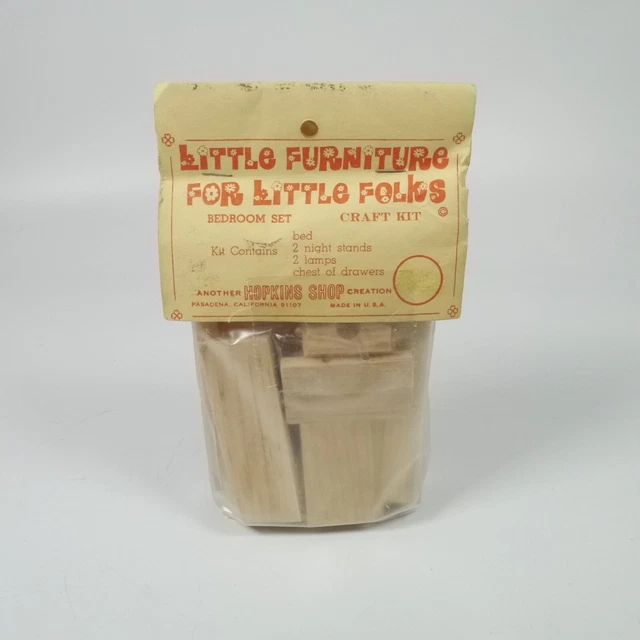 LITTLE FURNITURE
FOR LITTLE FOLKS
BEDROOM SET CRAFT KIT ©
Kit Contains
bed
2 night stands
2 lamps
chest of drawers
ANOTHER HOPKINS SHOP CREATION
PASADENA, CALIFORNIA 91107 MADE IN U.S.A.